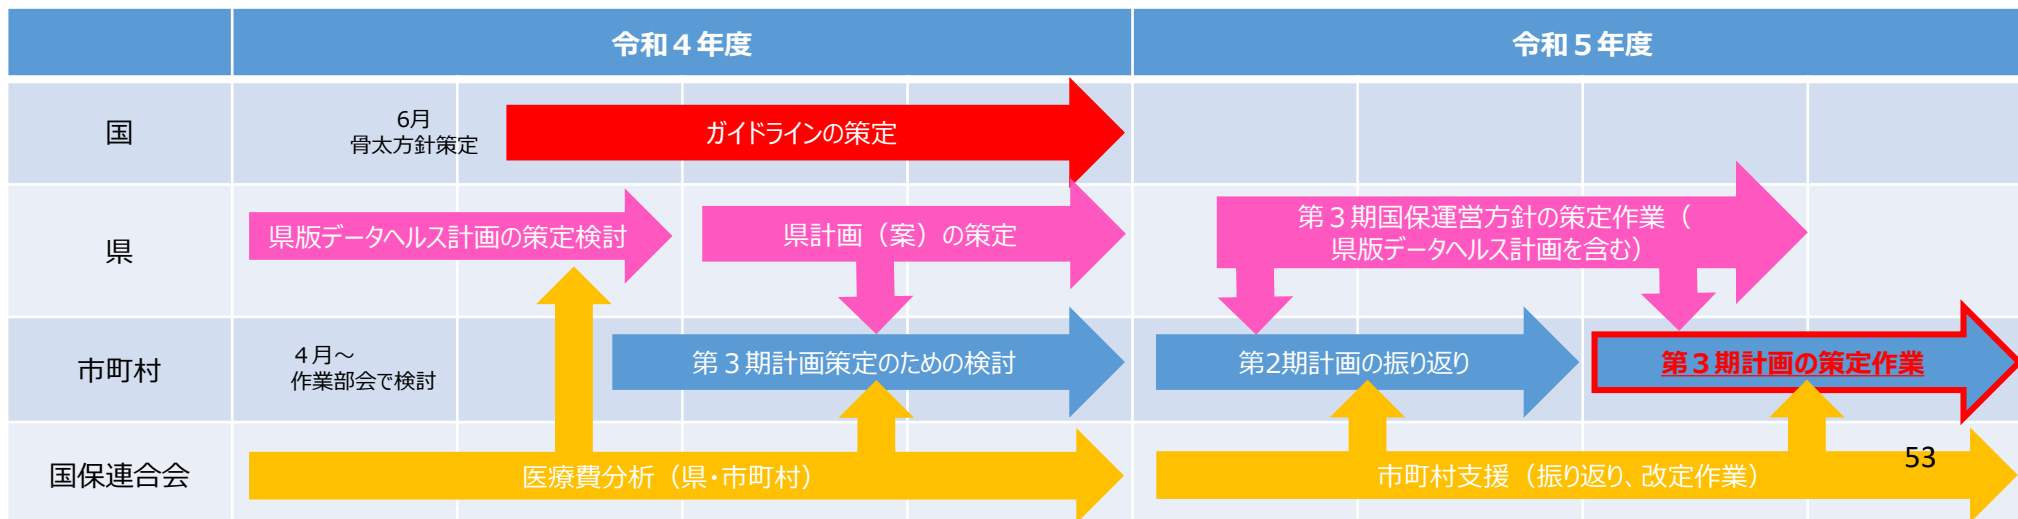 令和４年度
令和５年度
国
6月
骨太方針策定
ガイドラインの策定
県
県版データヘルス計画の策定検討
県計画（案）の策定
第３期国保運営方針の策定作業（
県版データヘルス計画を含む）
市町村
４月～
作業部会で検討
第３期計画策定のための検討
第2期計画の振り返り
第３期計画の策定作業
国保連合会
医療費分析（県・市町村）
市町村支援（振り返り、改定作業）
53